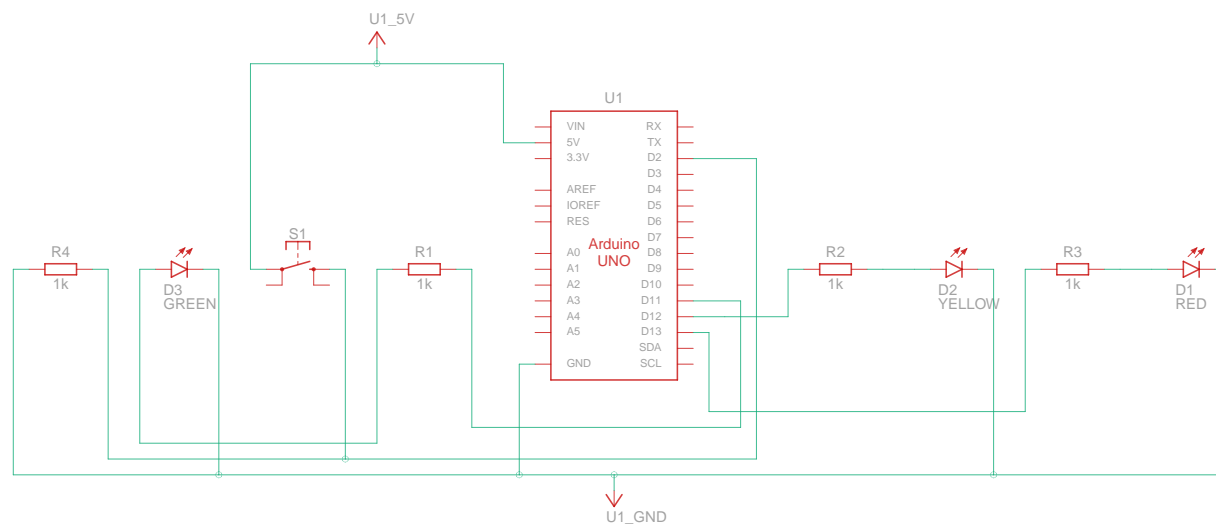 U1_5V
U1
VIN
5V
3.3V
AREF
IOREF
RES
A0
A1
A2
A3
A4
A5
GND
Arduino
UNO
RX
TX
D2
D3
D4
D5
D6
D7
D8
D9
D10
D11
D12
D13
SDA
SCL
R4
1k
D3
GREEN
S1
R1
1k
R2
1k
D2
YELLOW
R3
1k
D1
RED
U1_GND